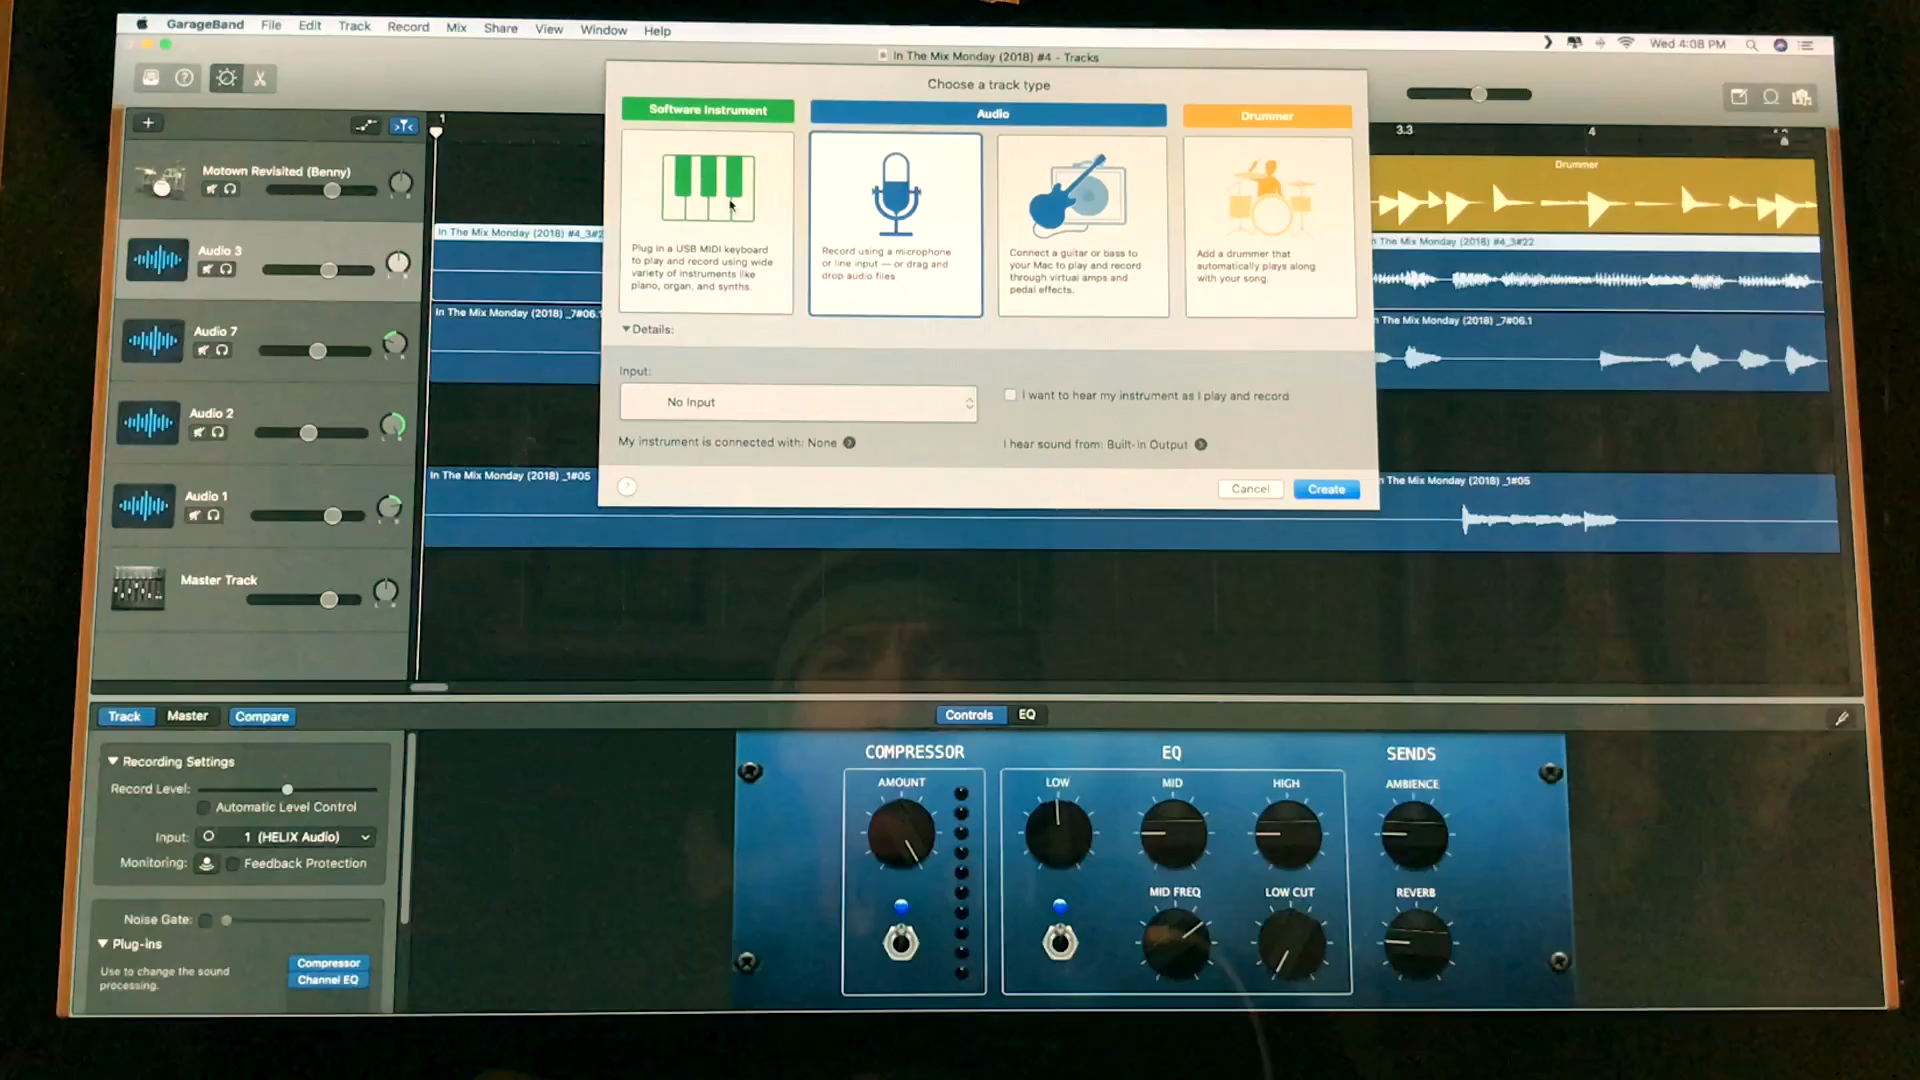 GarageBand File Edit Track Record Mix Share View Window Help
Wed 4:08 PM
In The Mix Monday (2018) #4 - Tracks
Choose a track type
Software Instrument
Audio
Drummer
Plug in a USB MIDI keyboard
to play and record using wide
variety of instruments like
piano, organ, and synths.
Record using a microphone
or line input — or drag and
drop audio files
Connect a guitar or bass to
your Mac to play and record
through virtual amps and
pedal effects.
Add a drummer that
automatically plays along
with your song.
Details:
Input:
No Input
I want to hear my instrument as I play and record
My instrument is connected with: None
I hear sound from: Built-in Output
?
Cancel
Create
1
3.3
4
Motown Revisited (Benny)
Drummer
Audio 3
In The Mix Monday (2018) #4_3#2
The Mix Monday (2018) #4_3#22
Audio 7
In The Mix Monday (2018) _7#06.1
The Mix Monday (2018) _7#06.1
Audio 2
Audio 1
In The Mix Monday (2018) _1#05
The Mix Monday (2018) _1#05
Master Track
Track Master Compare
Controls EQ
Recording Settings
Record Level:
Automatic Level Control
Input: 1 (HELIX Audio)
Monitoring: Feedback Protection
Noise Gate:
Plug-ins
Use to change the sound
processing.
Compressor
Channel EQ
COMPRESSOR
AMOUNT
EQ
LOW
MID
HIGH
MID FREQ
LOW CUT
SENDS
AMBIENCE
REVERB